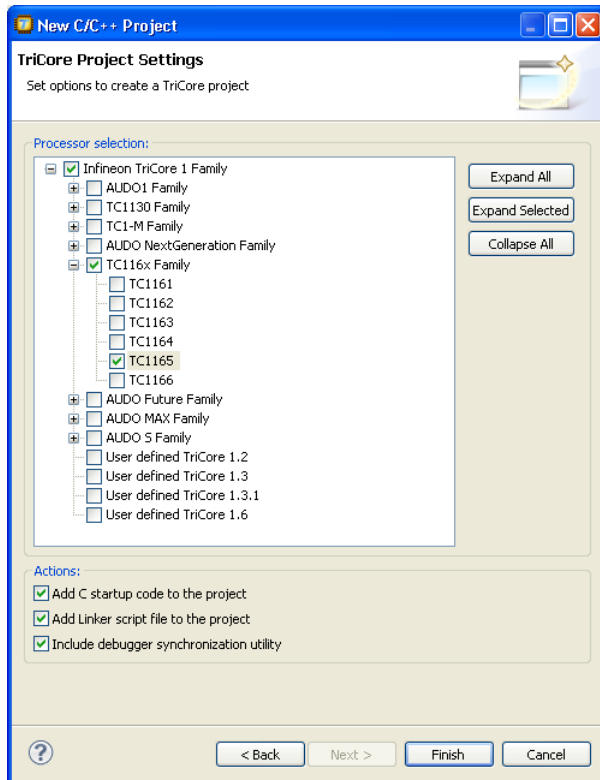 New C/C++ Project
TriCore Project Settings
Set options to create a TriCore project
Processor selection:
Infineon TriCore 1 Family
AUDO1 Family
TC1130 Family
TC1-M Family
AUDO NextGeneration Family
TC116x Family
TC1161
TC1162
TC1163
TC1164
TC1165
TC1166
AUDO Future Family
AUDO MAX Family
AUDO S Family
User defined TriCore 1.2
User defined TriCore 1.3
User defined TriCore 1.3.1
User defined TriCore 1.6
Expand All
Expand Selected
Collapse All
Actions:
Add C startup code to the project
Add Linker script file to the project
Include debugger synchronization utility
? < Back Next > Finish Cancel